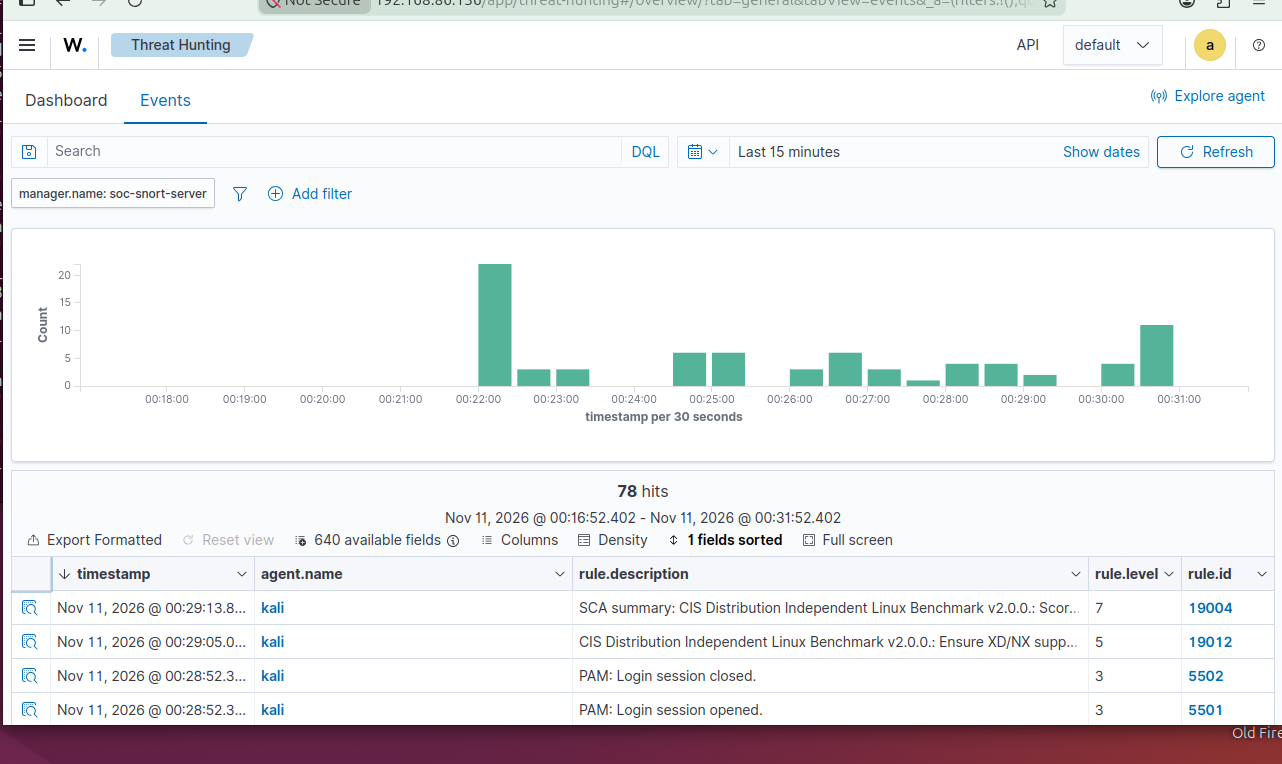 Not Secure 192.168.86.136/app/threat-hunting#/overview/?tab=general&tabView=events&_a=(filters:!(),qu
W. Threat Hunting API default a
Dashboard Events Explore agent
Search DQL Last 15 minutes Show dates Refresh
manager.name: soc-snort-server Add filter
Count
20
15
10
5
0
00:18:00 00:19:00 00:20:00 00:21:00 00:22:00 00:23:00 00:24:00 00:25:00 00:26:00 00:27:00 00:28:00 00:29:00 00:30:00 00:31:00
timestamp per 30 seconds
78 hits
Nov 11, 2026 @ 00:16:52.402 - Nov 11, 2026 @ 00:31:52.402
Export Formatted Reset view 640 available fields Columns Density 1 fields sorted Full screen
timestamp agent.name rule.description rule.level rule.id
Nov 11, 2026 @ 00:29:13.8... kali SCA summary: CIS Distribution Independent Linux Benchmark v2.0.0.: Scor... 7 19004
Nov 11, 2026 @ 00:29:05.0... kali CIS Distribution Independent Linux Benchmark v2.0.0.: Ensure XD/NX supp... 5 19012
Nov 11, 2026 @ 00:28:52.3... kali PAM: Login session closed. 3 5502
Nov 11, 2026 @ 00:28:52.3... kali PAM: Login session opened. 3 5501
Old Fire